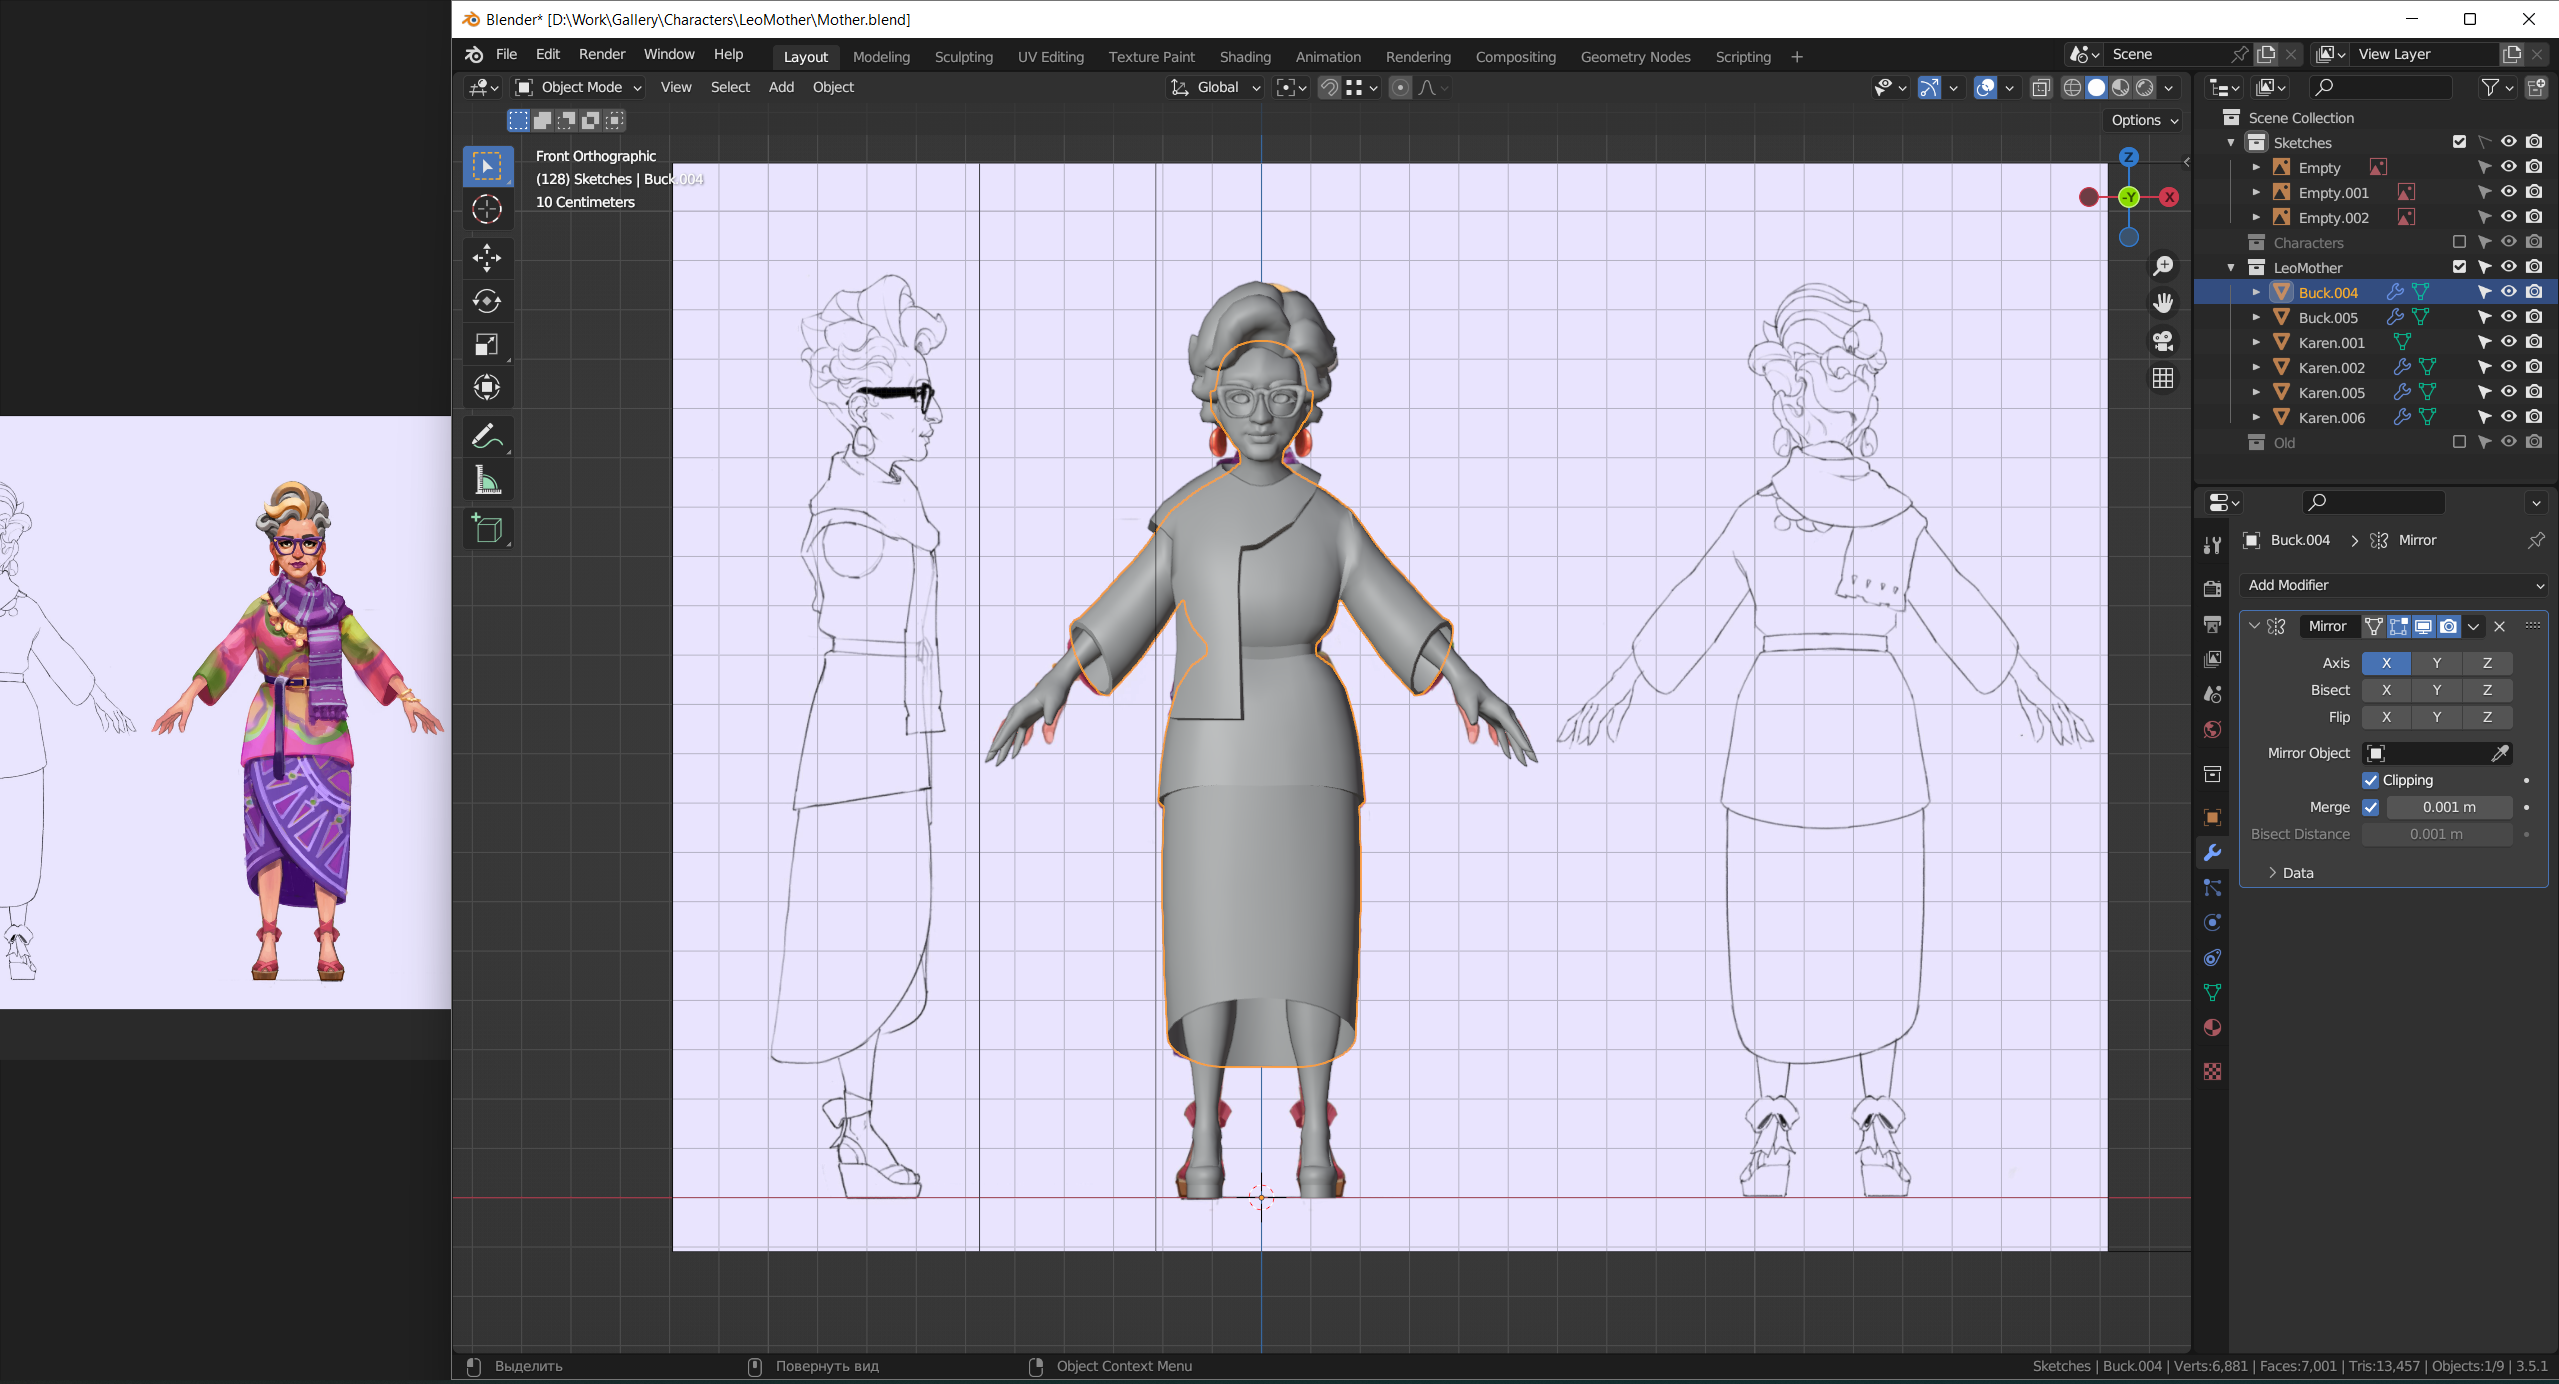 Blender* [D:\Work\Gallery\Characters\LeoMother\Mother.blend]
File Edit Render Window Help Layout Modeling Sculpting UV Editing Texture Paint Shading Animation Rendering Compositing Geometry Nodes Scripting + Scene View Layer
Object Mode View Select Add Object Global
Options
Front Orthographic
(128) Sketches | Buck.004
10 Centimeters
Z
-Y
X
Scene Collection
Sketches
Empty
Empty.001
Empty.002
Characters
LeoMother
Buck.004
Buck.005
Karen.001
Karen.002
Karen.005
Karen.006
Old
Buck.004 > Mirror
Add Modifier
Mirror
Axis X Y Z
Bisect X Y Z
Flip X Y Z
Mirror Object
Clipping
Merge 0.001 m
Bisect Distance 0.001 m
Data
Выделить Повернуть вид Object Context Menu Sketches | Buck.004 | Verts:6,881 | Faces:7,001 | Tris:13,457 | Objects:1/9 | 3.5.1